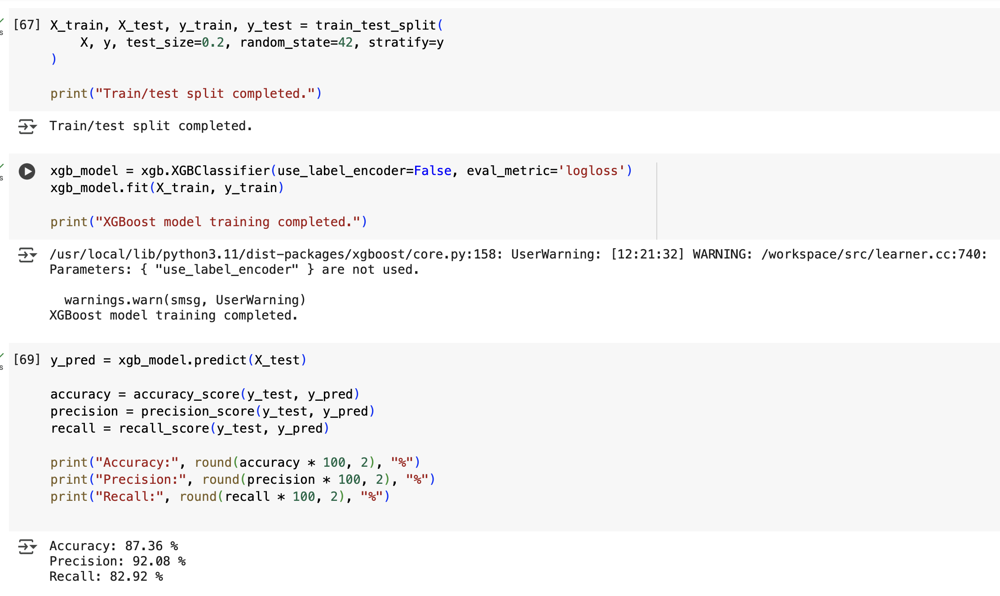 [67] X_train, X_test, y_train, y_test = train_test_split(
X, y, test_size=0.2, random_state=42, stratify=y
)
print("Train/test split completed.")
Train/test split completed.
xgb_model = xgb.XGBClassifier(use_label_encoder=False, eval_metric='logloss')
xgb_model.fit(X_train, y_train)
print("XGBoost model training completed.")
/usr/local/lib/python3.11/dist-packages/xgboost/core.py:158: UserWarning: [12:21:32] WARNING: /workspace/src/learner.cc:740:
Parameters: { "use_label_encoder" } are not used.
warnings.warn(smsg, UserWarning)
XGBoost model training completed.
[69] y_pred = xgb_model.predict(X_test)
accuracy = accuracy_score(y_test, y_pred)
precision = precision_score(y_test, y_pred)
recall = recall_score(y_test, y_pred)
print("Accuracy:", round(accuracy * 100, 2), "%")
print("Precision:", round(precision * 100, 2), "%")
print("Recall:", round(recall * 100, 2), "%")
Accuracy: 87.36 %
Precision: 92.08 %
Recall: 82.92 %